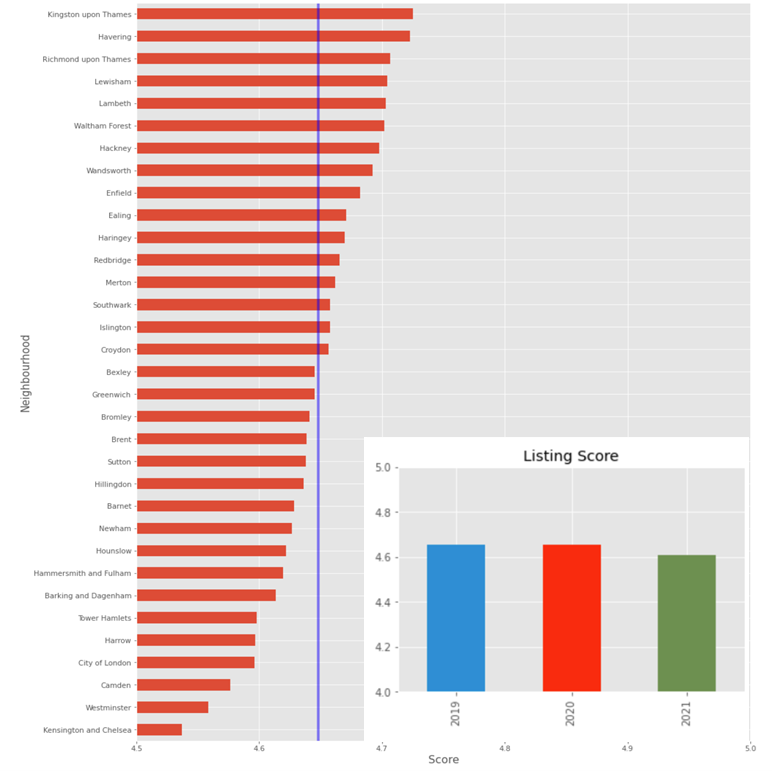 Kingston upon Thames
Havering
Richmond upon Thames
Lewisham
Lambeth
Waltham Forest
Hackney
Wandsworth
Enfield
Ealing
Haringey
Redbridge
Merton
Southwark
Islington
Croydon
Bexley
Greenwich
Bromley
Brent
Sutton
Hillingdon
Barnet
Newham
Hounslow
Hammersmith and Fulham
Barking and Dagenham
Tower Hamlets
Harrow
City of London
Camden
Westminster
Kensington and Chelsea
Neighbourhood
4.5 4.6 4.7 4.8 4.9 5.0
Score
Listing Score
5.0
4.8
4.6
4.4
4.2
4.0
2019 2020 2021